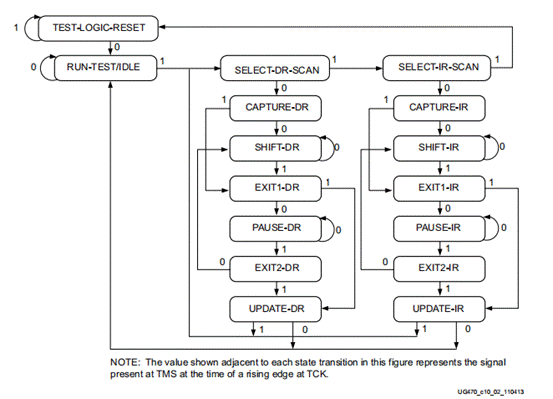 1 TEST-LOGIC-RESET
0
0 RUN-TEST/IDLE 1 SELECT-DR-SCAN 1 SELECT-IR-SCAN 1
0 0
1 CAPTURE-DR 1 CAPTURE-IR
0 0
SHIFT-DR 0 SHIFT-IR 0
1 1
EXIT1-DR 1 EXIT1-IR 1
0 0
PAUSE-DR 0 PAUSE-IR 0
1 1
0 EXIT2-DR 0 EXIT2-IR
1 1
UPDATE-DR UPDATE-IR
1 0 1 0
NOTE: The value shown adjacent to each state transition in this figure represents the signal
present at TMS at the time of a rising edge at TCK.
UG470_c10_02_110413